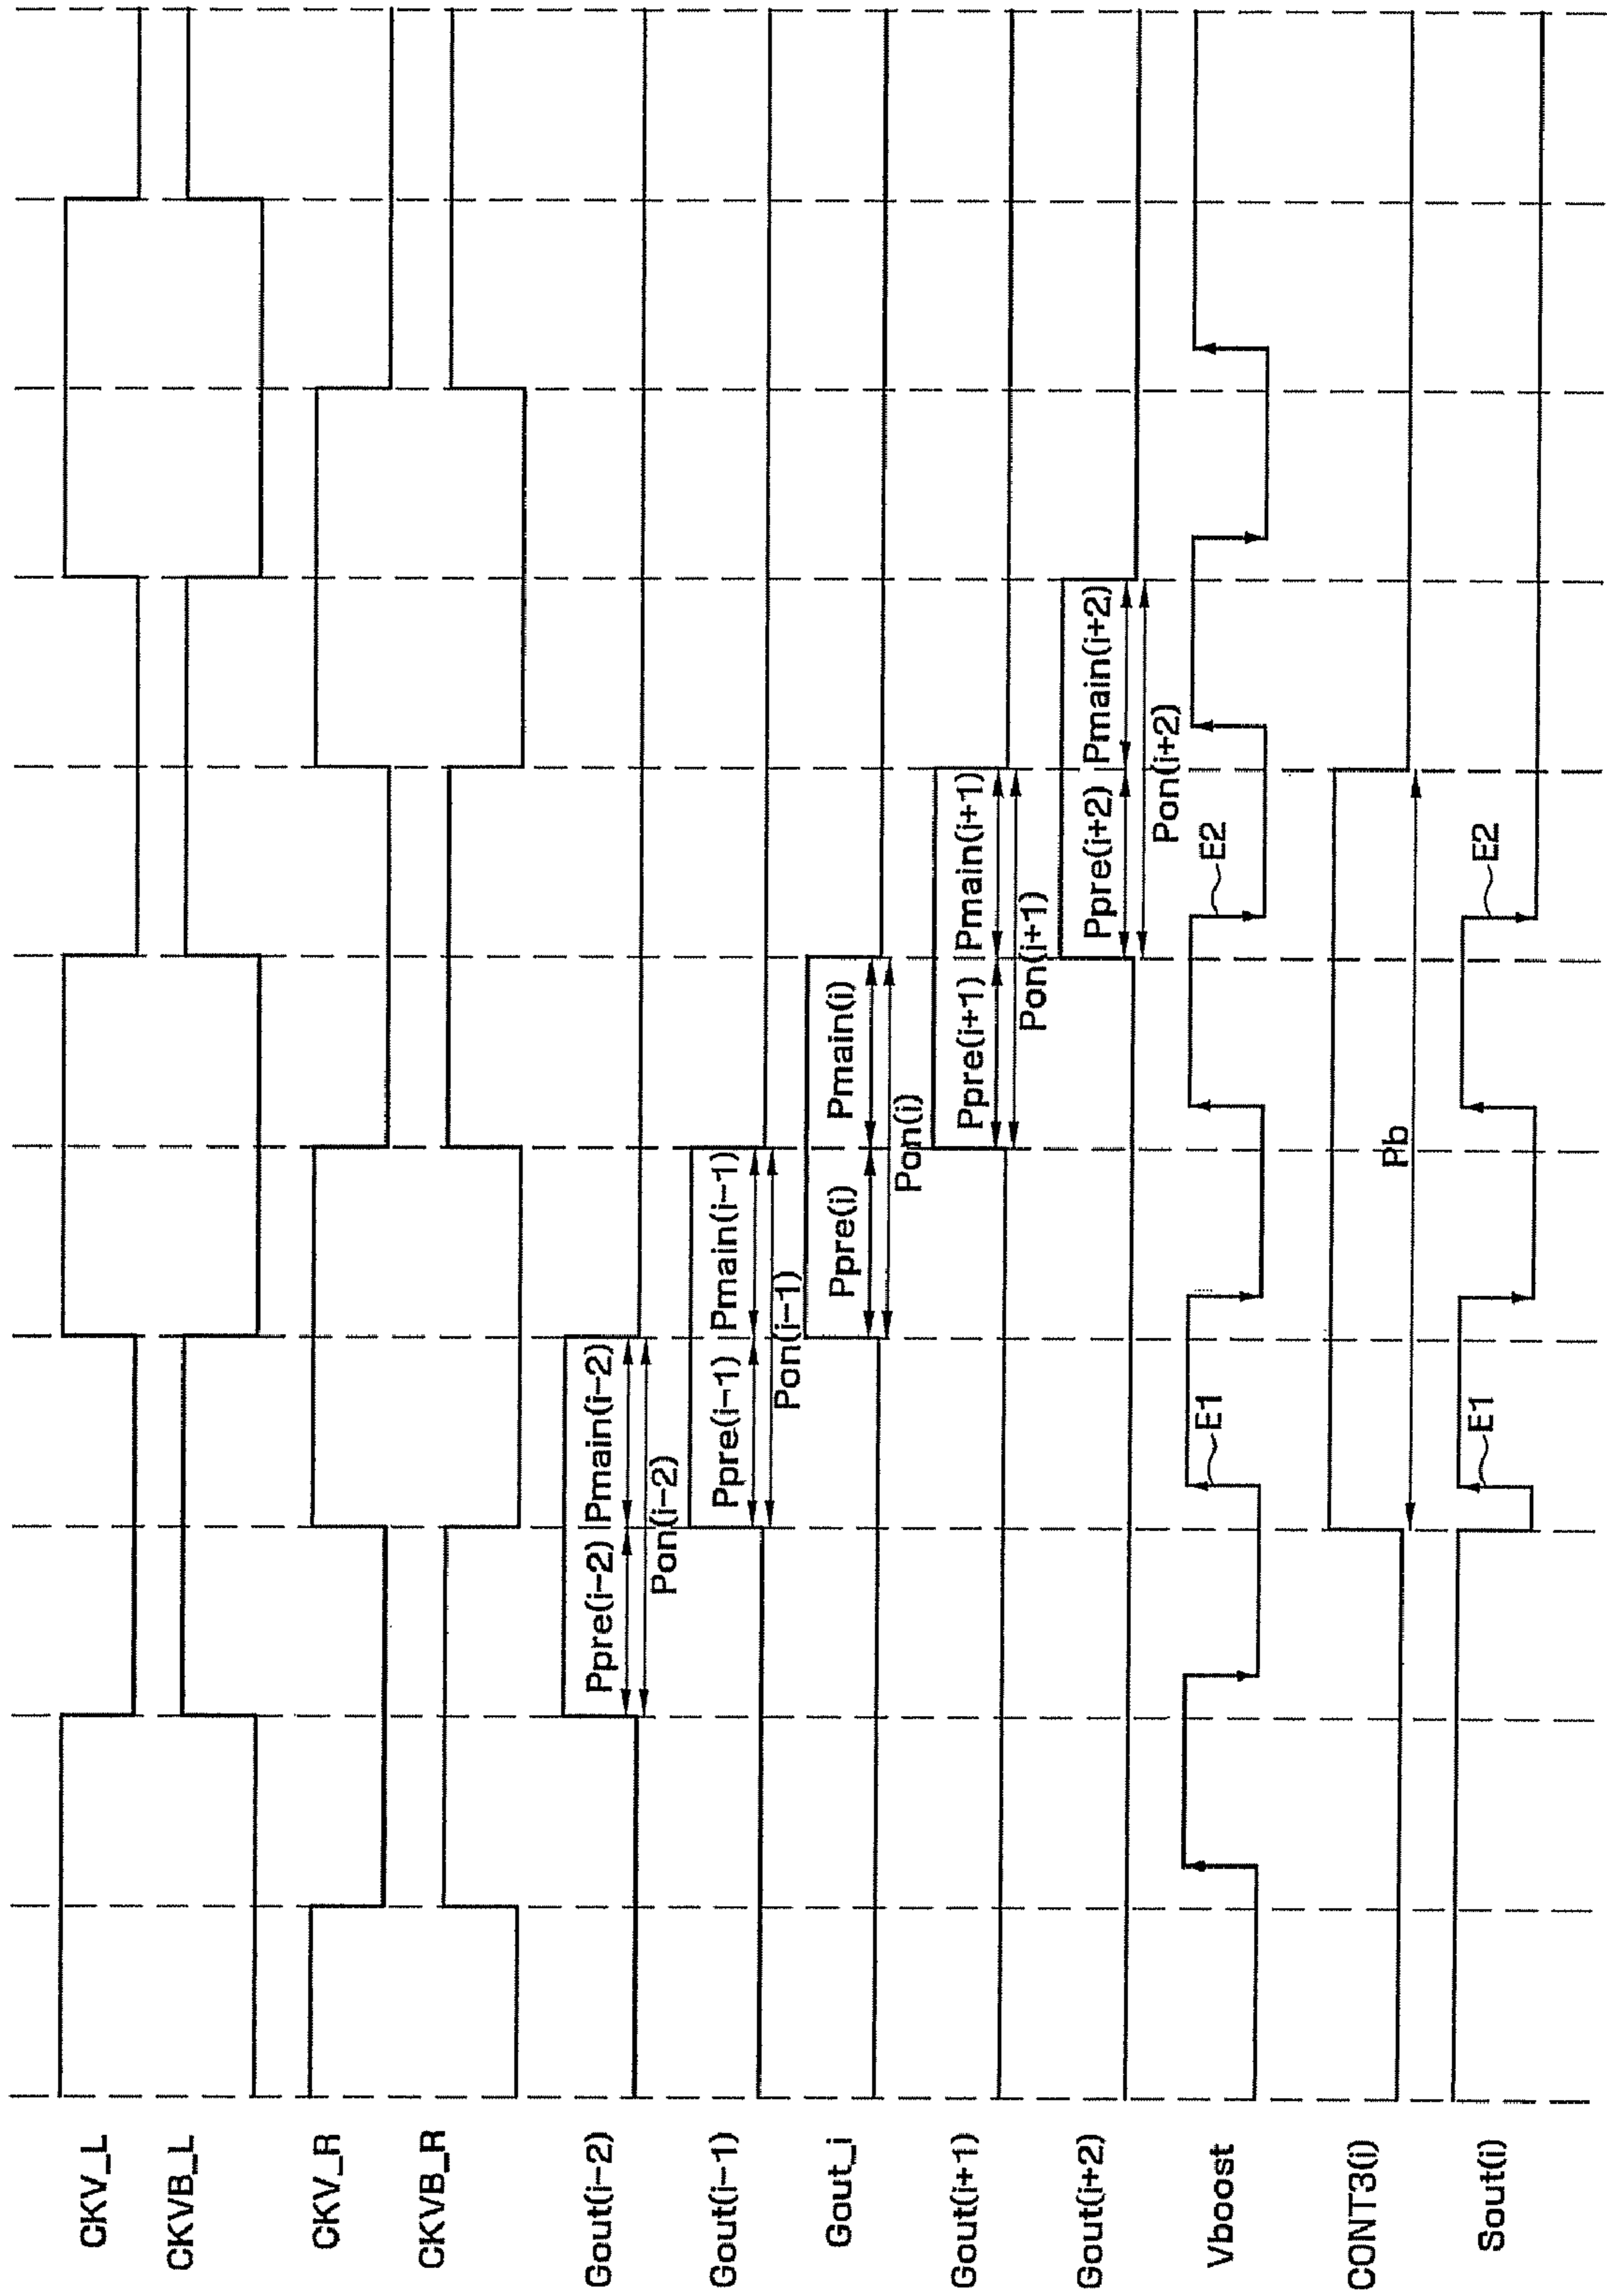 CKV_L
CKVB_L
CKV_R
CKVB_R
Gout(i-2)
Ppre(i-2) Pmain(i-2)
Pon(i-2)
Gout(i-1)
Ppre(i-1) Pmain(i-1)
Pon(i-1)
Gout_i
Ppre(i) Pmain(i)
Pon(i)
Gout(i+1)
Ppre(i+1) Pmain(i+1)
Pon(i+1)
Gout(i+2)
Ppre(i+2) Pmain(i+2)
Pon(i+2)
Vboost
E1 E2
CONT3(i)
Pb
Sout(i)
E1 E2